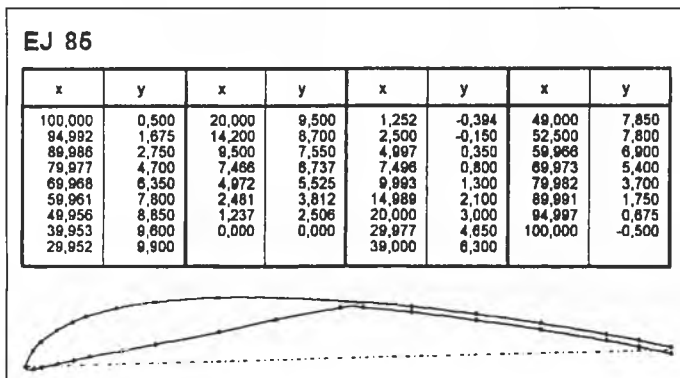 EJ 85
x y x y x y x y
100,000 0,500 20,000 9,500 1,252 -0,394 49,000 7,850
94,992 1,675 14,200 8,700 2,500 -0,150 52,500 7,800
89,986 2,750 9,500 7,550 4,997 0,350 59,966 6,900
79,977 4,700 7,466 6,737 7,496 0,800 69,973 5,400
69,968 6,350 4,972 5,525 9,993 1,300 79,982 3,700
59,961 7,800 2,481 3,812 14,989 2,100 89,991 1,750
49,956 8,850 1,237 2,506 20,000 3,000 94,997 0,675
39,953 9,600 0,000 0,000 29,977 4,650 100,000 -0,500
29,952 9,900 39,000 6,300